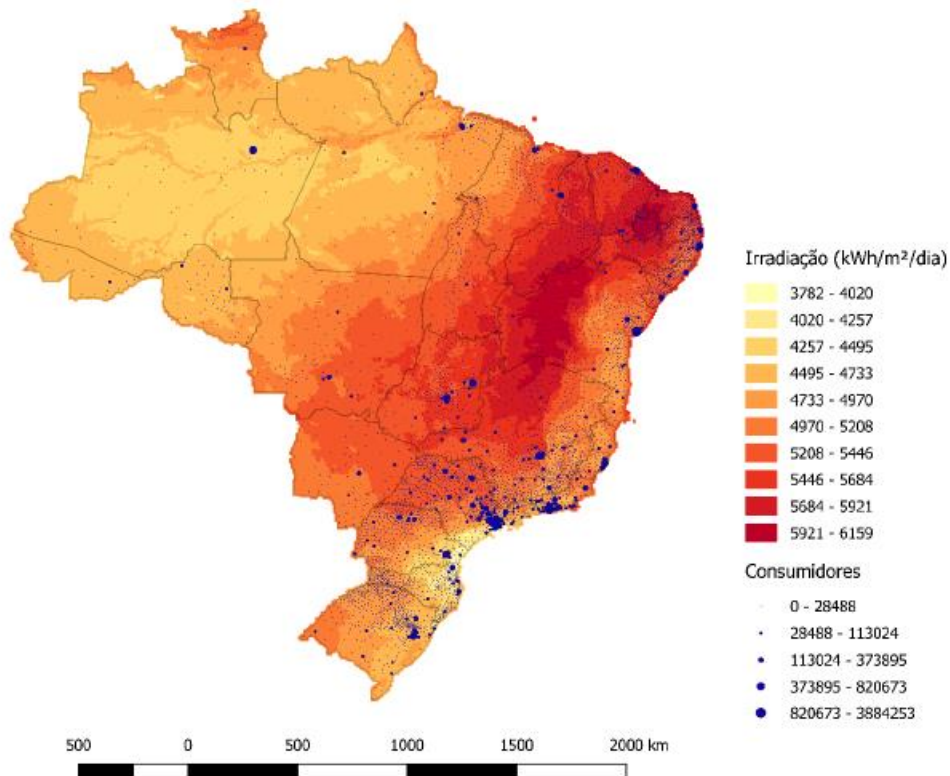 Irradiação (kWh/m²/dia)
3782 - 4020
4020 - 4257
4257 - 4495
4495 - 4733
4733 - 4970
4970 - 5208
5208 - 5446
5446 - 5684
5684 - 5921
5921 - 6159
Consumidores
0 - 28488
28488 - 113024
113024 - 373895
373895 - 820673
820673 - 3884253
500 0 500 1000 1500 2000 km